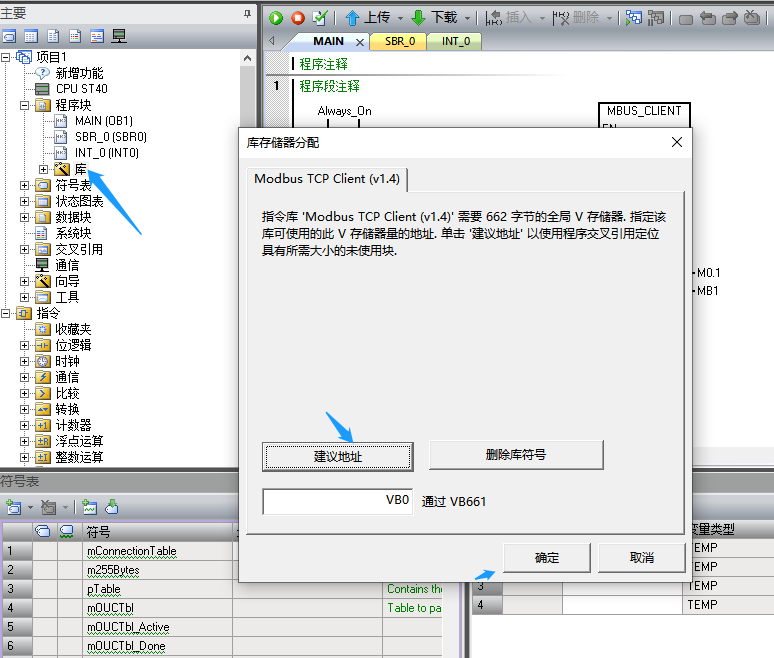 主要
上传
下载
插入
删除
MAIN
SBR_0
INT_0
项目1
新增功能
CPU ST40
程序块
MAIN (OB1)
SBR_0 (SBR0)
INT_0 (INT0)
库
符号表
状态图表
数据块
系统块
交叉引用
通信
向导
工具
指令
收藏夹
位逻辑
时钟
通信
比较
转换
计数器
浮点运算
整数运算
程序注释
1
程序段注释
Always_On
MBUS_CLIENT
EN
M0.1
MB1
库存储器分配
Modbus TCP Client (v1.4)
指令库 'Modbus TCP Client (v1.4)' 需要 662 字节的全局 V 存储器. 指定该
库可使用的此 V 存储器量的地址. 单击 '建议地址' 以使用程序交叉引用定位
具有所需大小的未使用块.
建议地址
删除库符号
VB0
通过 VB661
确定
取消
符号表
符号
1
mConnectionTable
2
m255Bytes
3
pTable
Contains the
4
mOUCTbl
Table to pa
5
mOUCTbl_Active
6
mOUCTbl_Done
变量类型
TEMP
TEMP
3
TEMP
4
TEMP